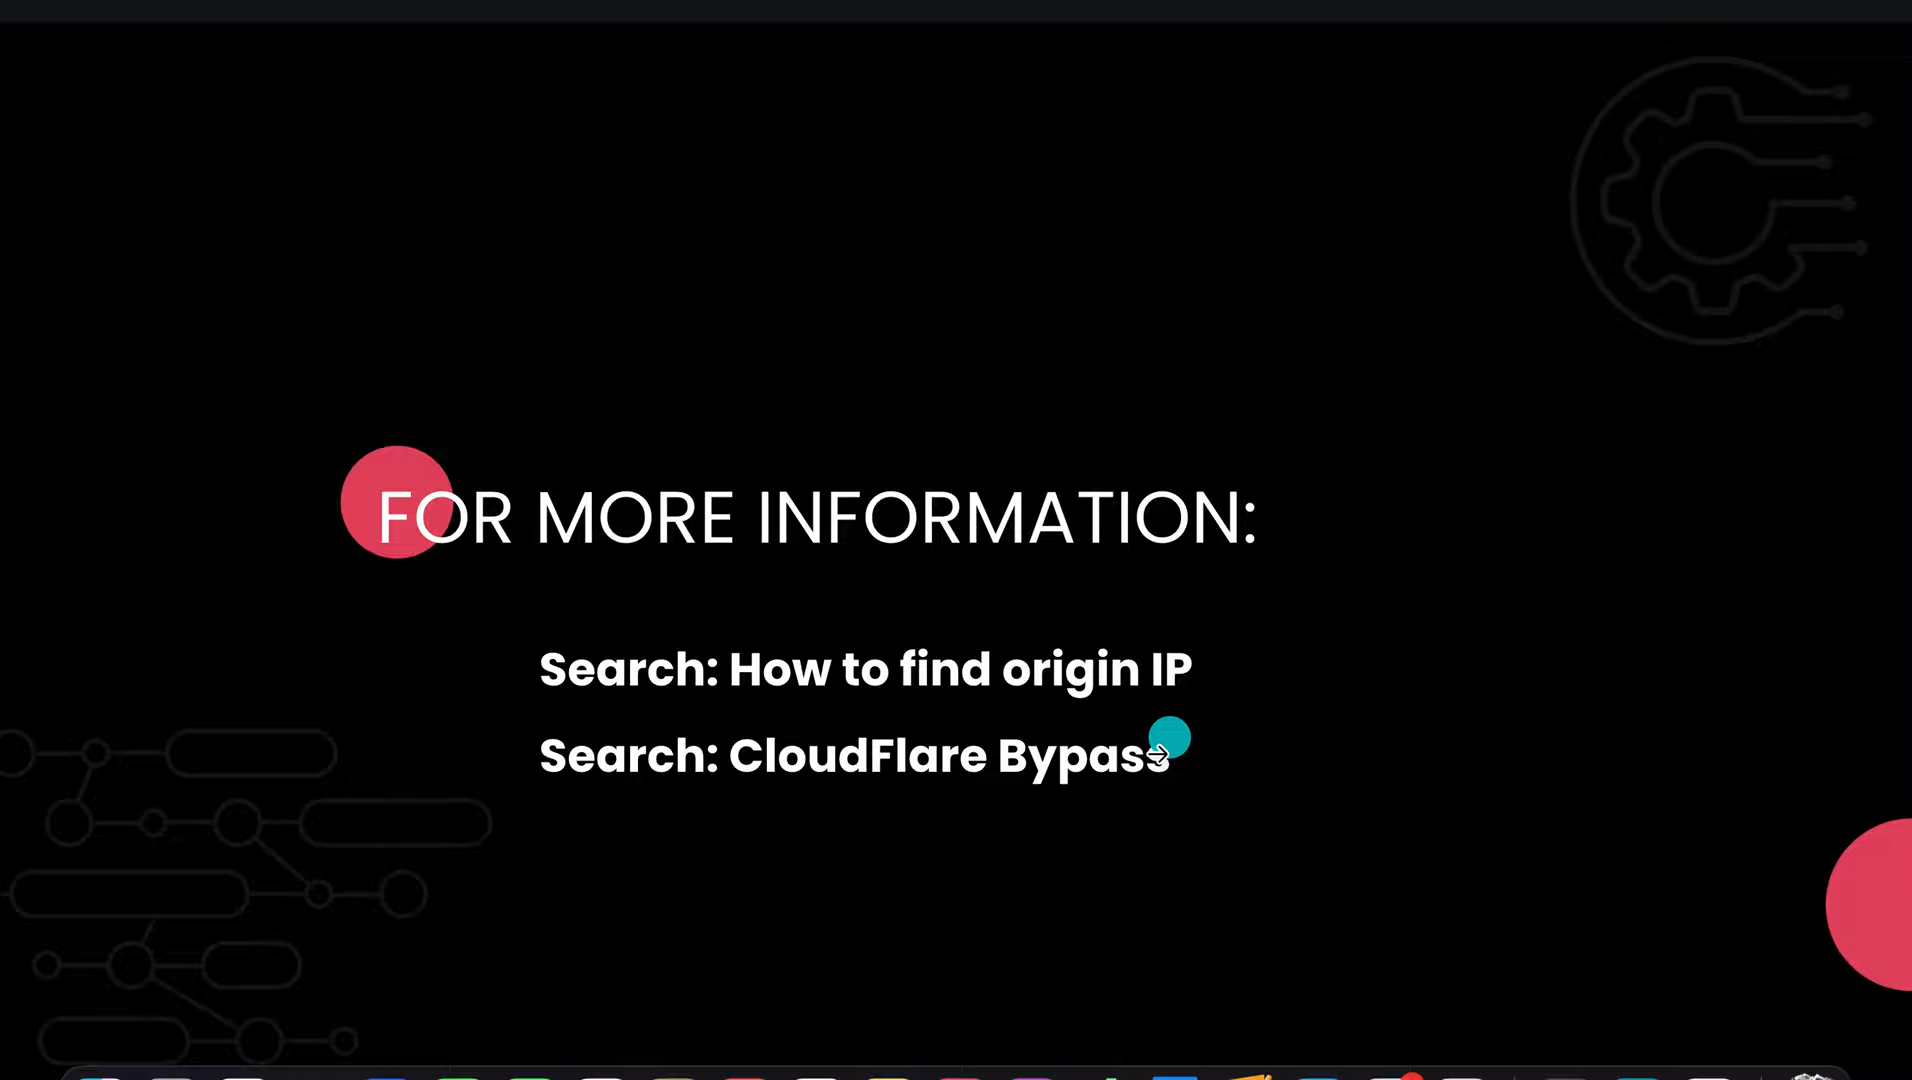 FOR MORE INFORMATION:
Search: How to find origin IP
Search: CloudFlare Bypass